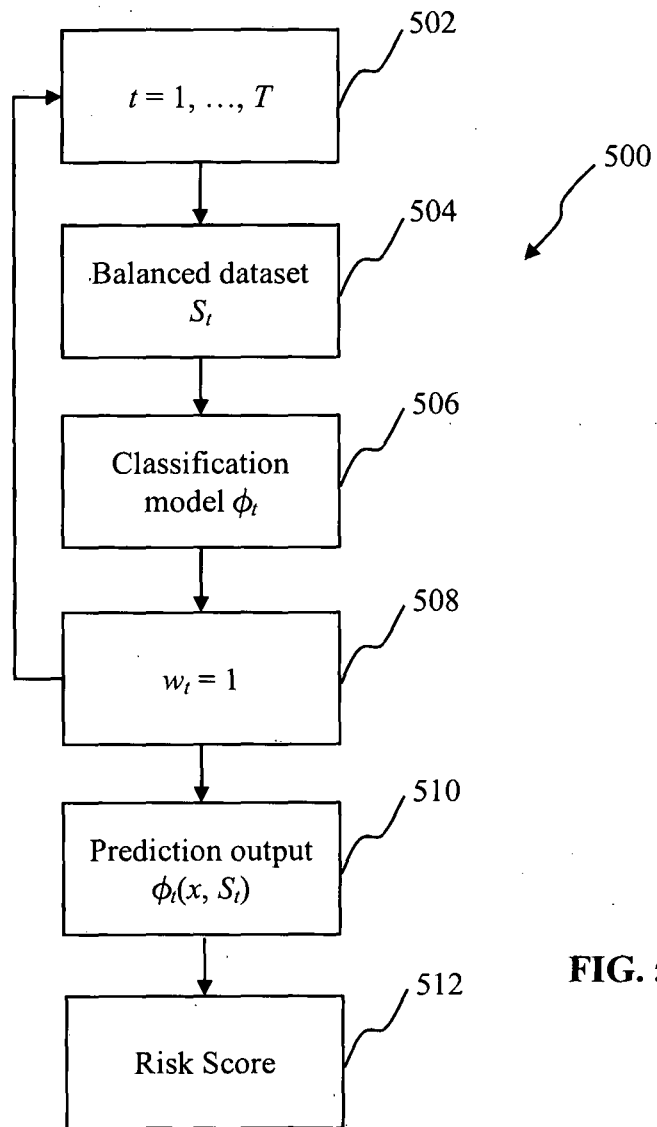 502
t = 1, …, T
500
504
Balanced dataset
S_t
506
Classification
model ϕ_t
508
w_t = 1
510
Prediction output
ϕ_t(x, S_t)
FIG.
512
Risk Score